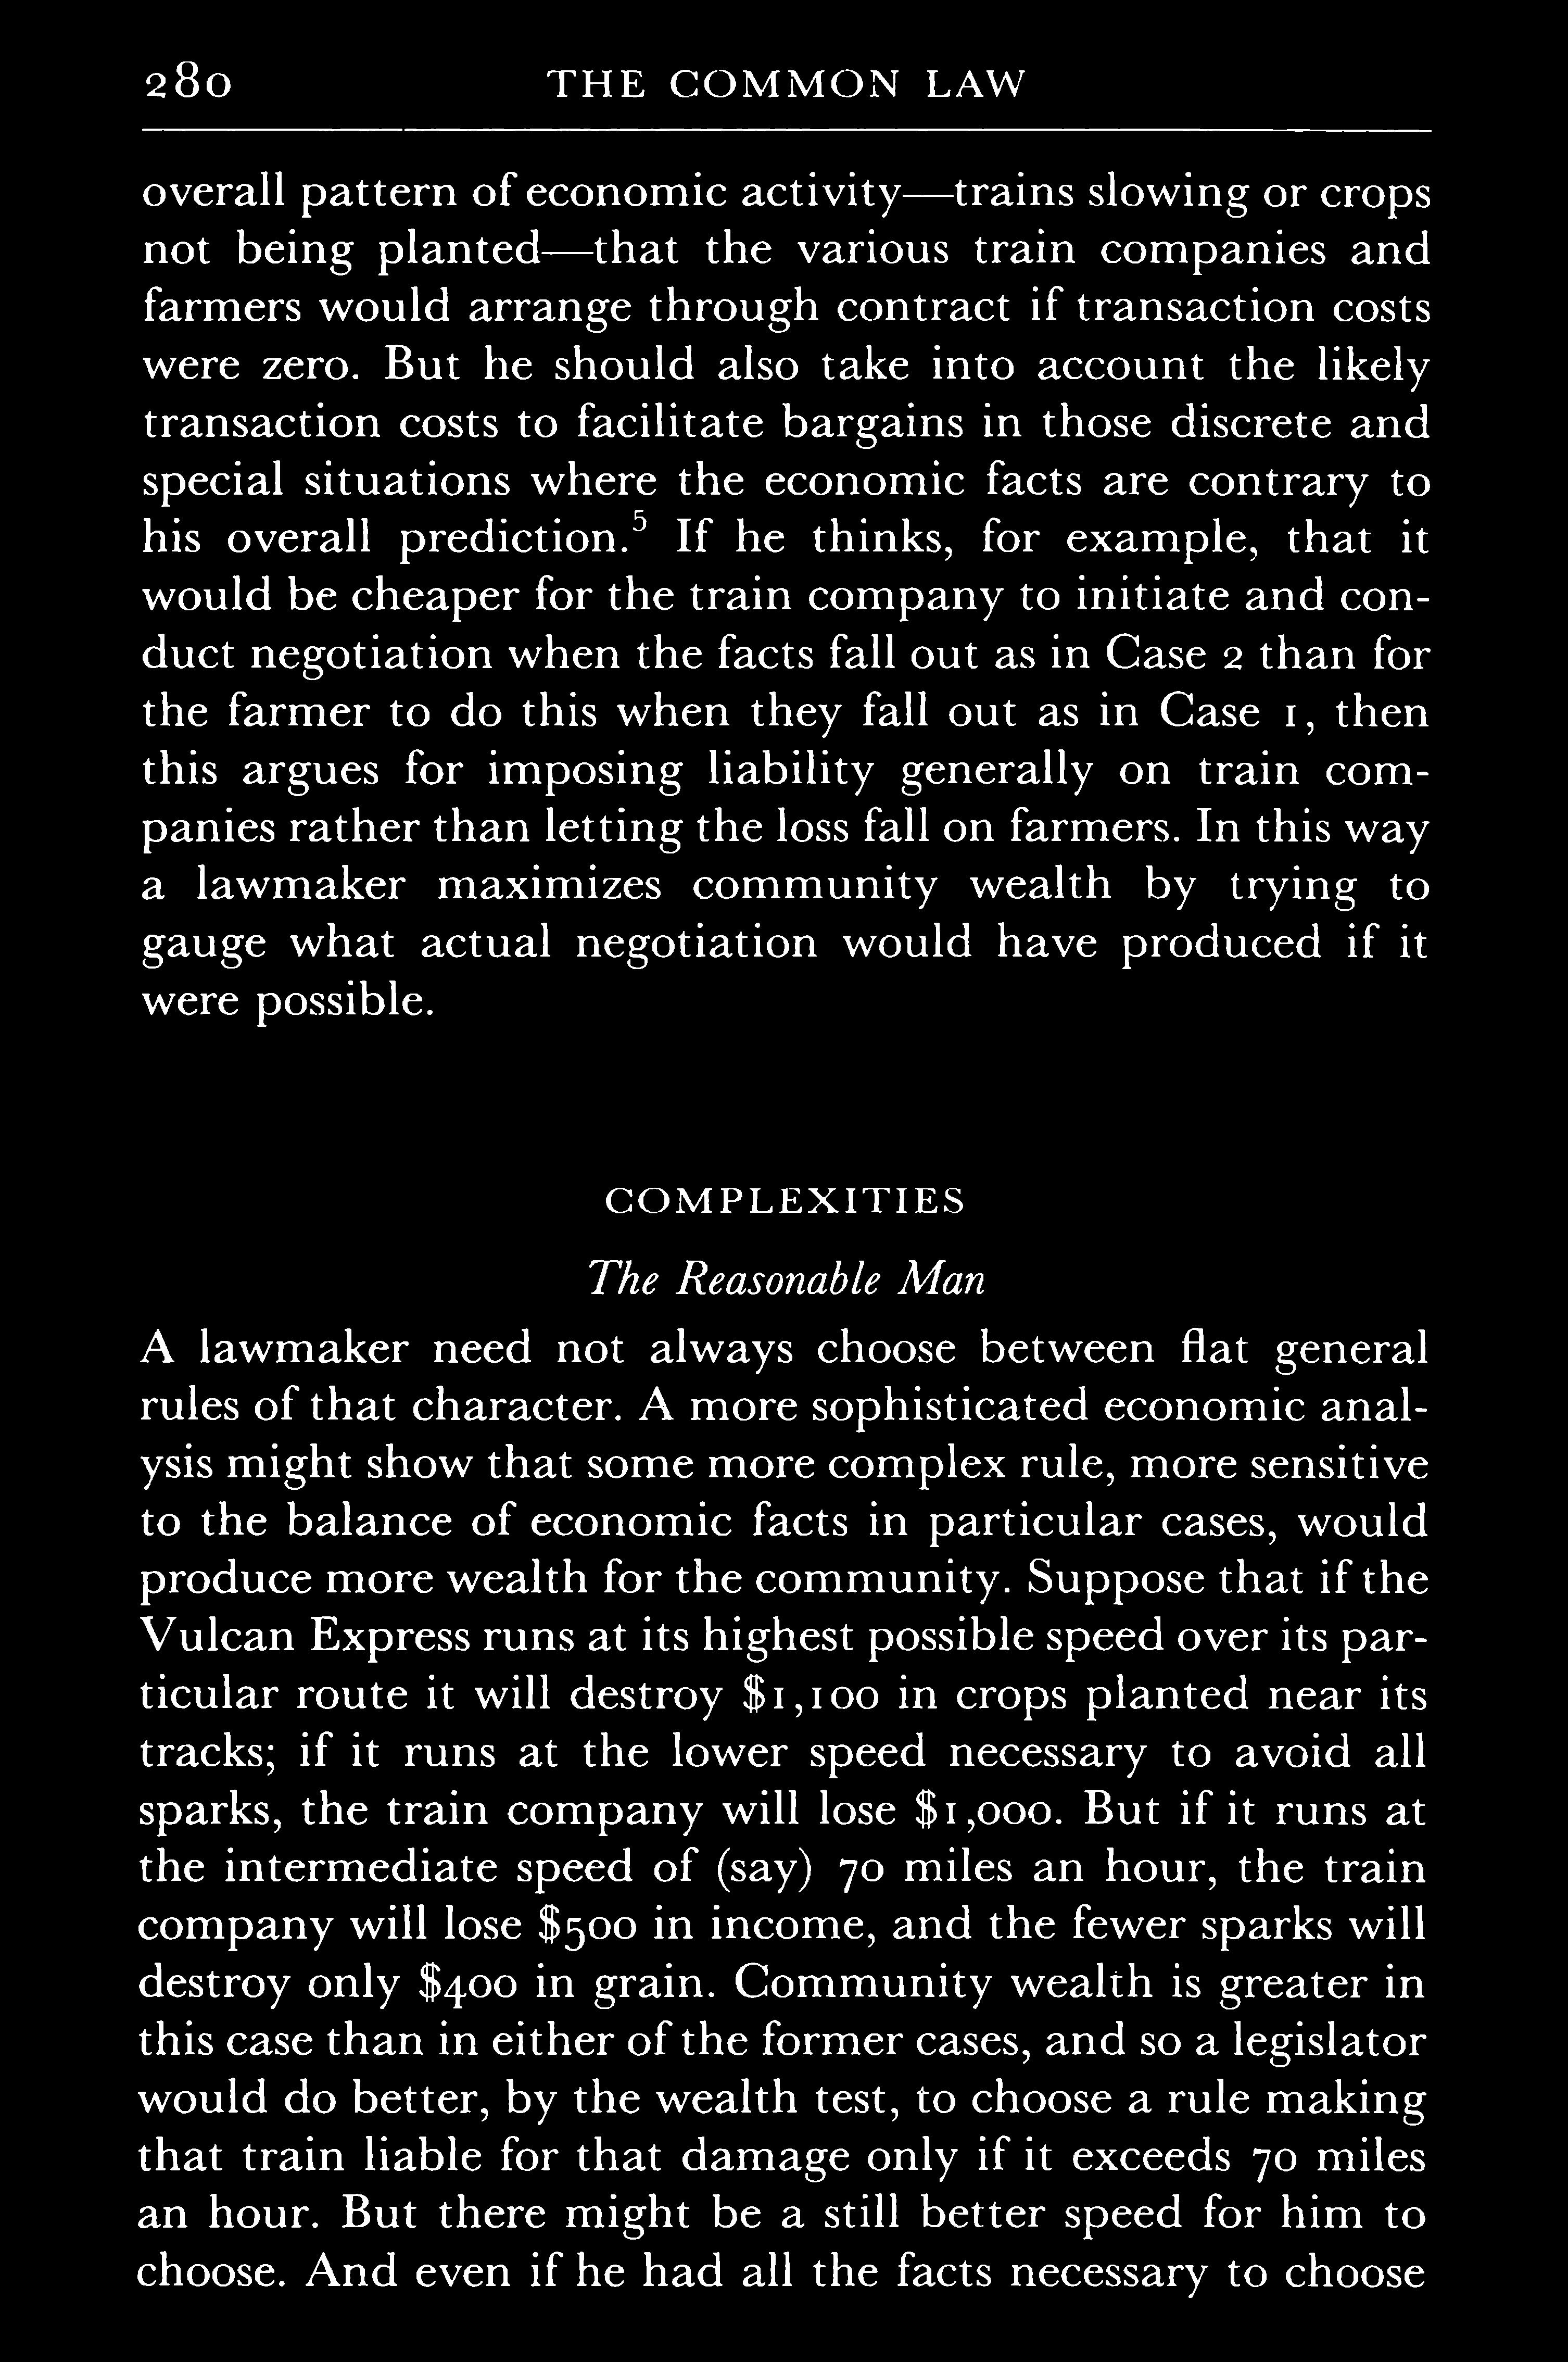 280 THE COMMON LAW
overall pattern of economic activity—trains slowing or crops
not being planted—that the various train companies and
farmers would arrange through contract if transaction costs
were zero. But he should also take into account the likely
transaction costs to facilitate bargains in those discrete and
special situations where the economic facts are contrary to
his overall prediction.⁵ If he thinks, for example, that it
would be cheaper for the train company to initiate and con-
duct negotiation when the facts fall out as in Case 2 than for
the farmer to do this when they fall out as in Case 1, then
this argues for imposing liability generally on train com-
panies rather than letting the loss fall on farmers. In this way
a lawmaker maximizes community wealth by trying to
gauge what actual negotiation would have produced if it
were possible.
COMPLEXITIES
The Reasonable Man
A lawmaker need not always choose between flat general
rules of that character. A more sophisticated economic anal-
ysis might show that some more complex rule, more sensitive
to the balance of economic facts in particular cases, would
produce more wealth for the community. Suppose that if the
Vulcan Express runs at its highest possible speed over its par-
ticular route it will destroy $1,100 in crops planted near its
tracks; if it runs at the lower speed necessary to avoid all
sparks, the train company will lose $1,000. But if it runs at
the intermediate speed of (say) 70 miles an hour, the train
company will lose $500 in income, and the fewer sparks will
destroy only $400 in grain. Community wealth is greater in
this case than in either of the former cases, and so a legislator
would do better, by the wealth test, to choose a rule making
that train liable for that damage only if it exceeds 70 miles
an hour. But there might be a still better speed for him to
choose. And even if he had all the facts necessary to choose